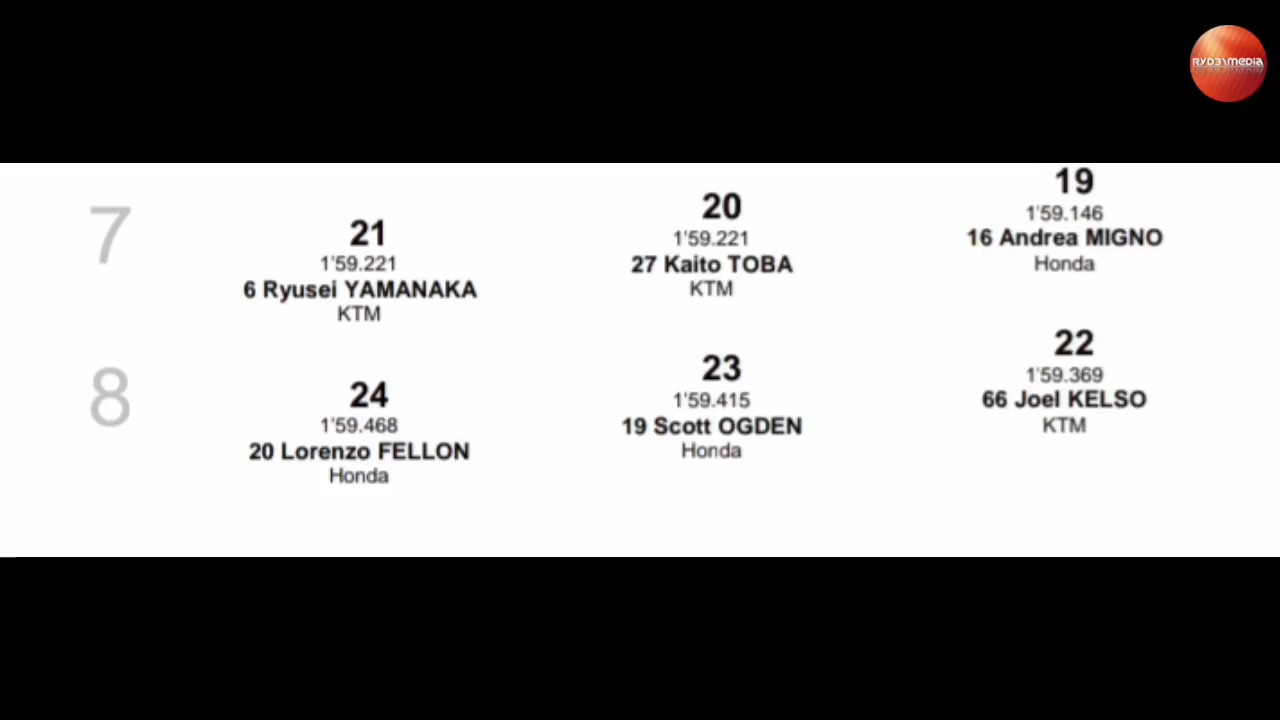 RYD3\MEDIA
7
19
1'59.146
16 Andrea MIGNO
Honda
20
1'59.221
27 Kaito TOBA
KTM
21
1'59.221
6 Ryusei YAMANAKA
KTM
8
22
1'59.369
66 Joel KELSO
KTM
23
1'59.415
19 Scott OGDEN
Honda
24
1'59.468
20 Lorenzo FELLON
Honda